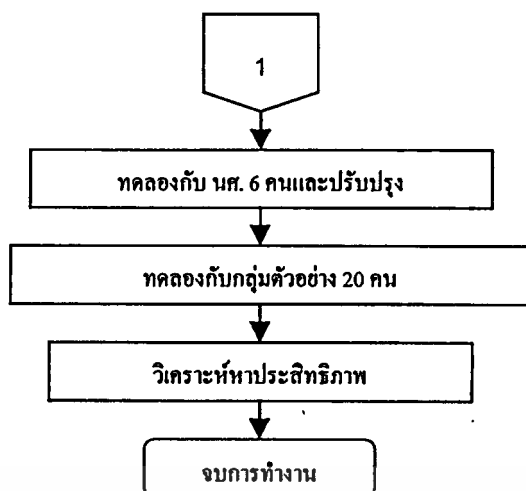 1
ทดลองกับ นศ. 6 คนและปรับปรุง
ทดลองกับกลุ่มตัวอย่าง 20 คน
วิเคราะห์หาประสิทธิภาพ
จบการทำงาน